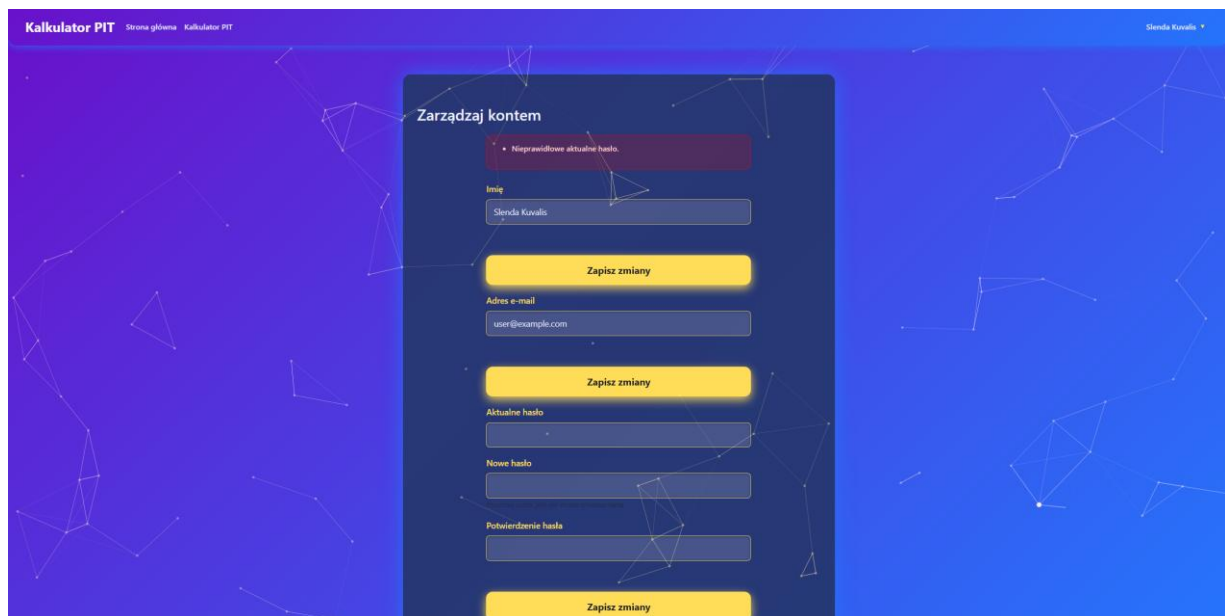 Kalkulator PIT Strona główna Kalkulator PIT Slenda Kuvalis
Zarządzaj kontem
Nieprawidłowe aktualne hasło.
Imię
Slenda Kuvalis
Zapisz zmiany
Adres e-mail
user@example.com
Zapisz zmiany
Aktualne hasło
Nowe hasło
Potwierdzenie hasła
Zapisz zmiany